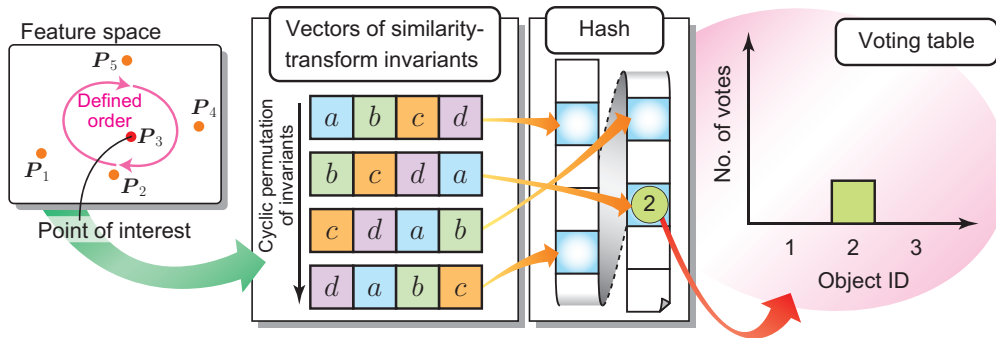 Feature space
P5
Defined
order
P4
P3
P1
P2
Point of interest
Vectors of similarity-
transform invariants
Cyclic permutation
of invariants
a b c d
b c d a
c d a b
d a b c
Hash
2
Voting table
No. of votes
1 2 3
Object ID